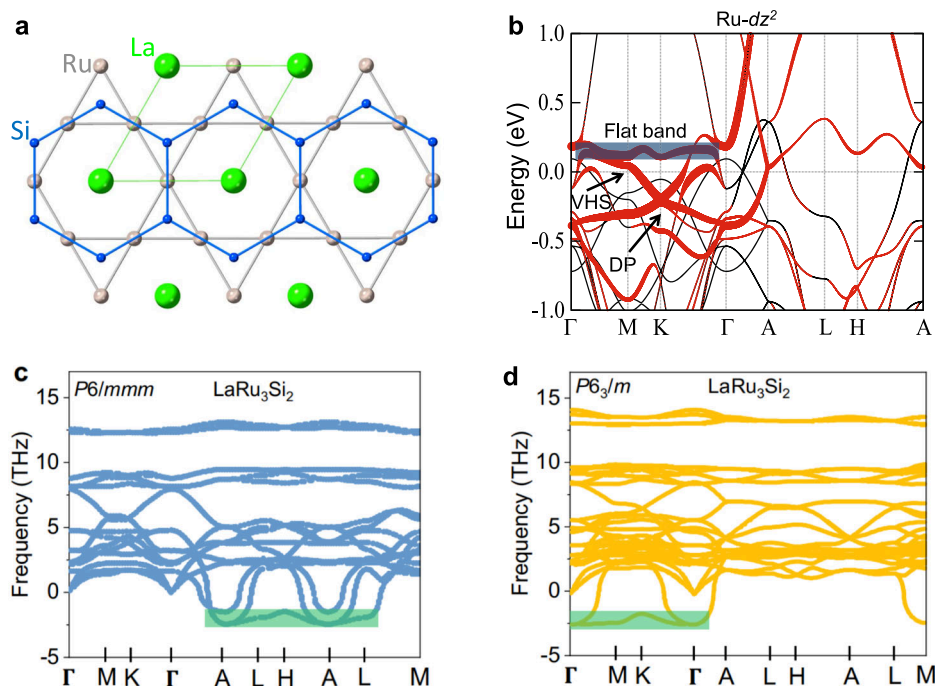 a
La
Ru
Si
b
Ru-dz²
1.0
0.5
0.0
-0.5
-1.0
Energy (eV)
Flat band
VHS
DP
Γ M K Γ A L H A
c
P6/mmm LaRu₃Si₂
15
10
5
0
-5
Frequency (THz)
Γ M K Γ A L H A L M
d
P6₃/m LaRu₃Si₂
15
10
5
0
-5
Frequency (THz)
Γ M K Γ A L H A L M